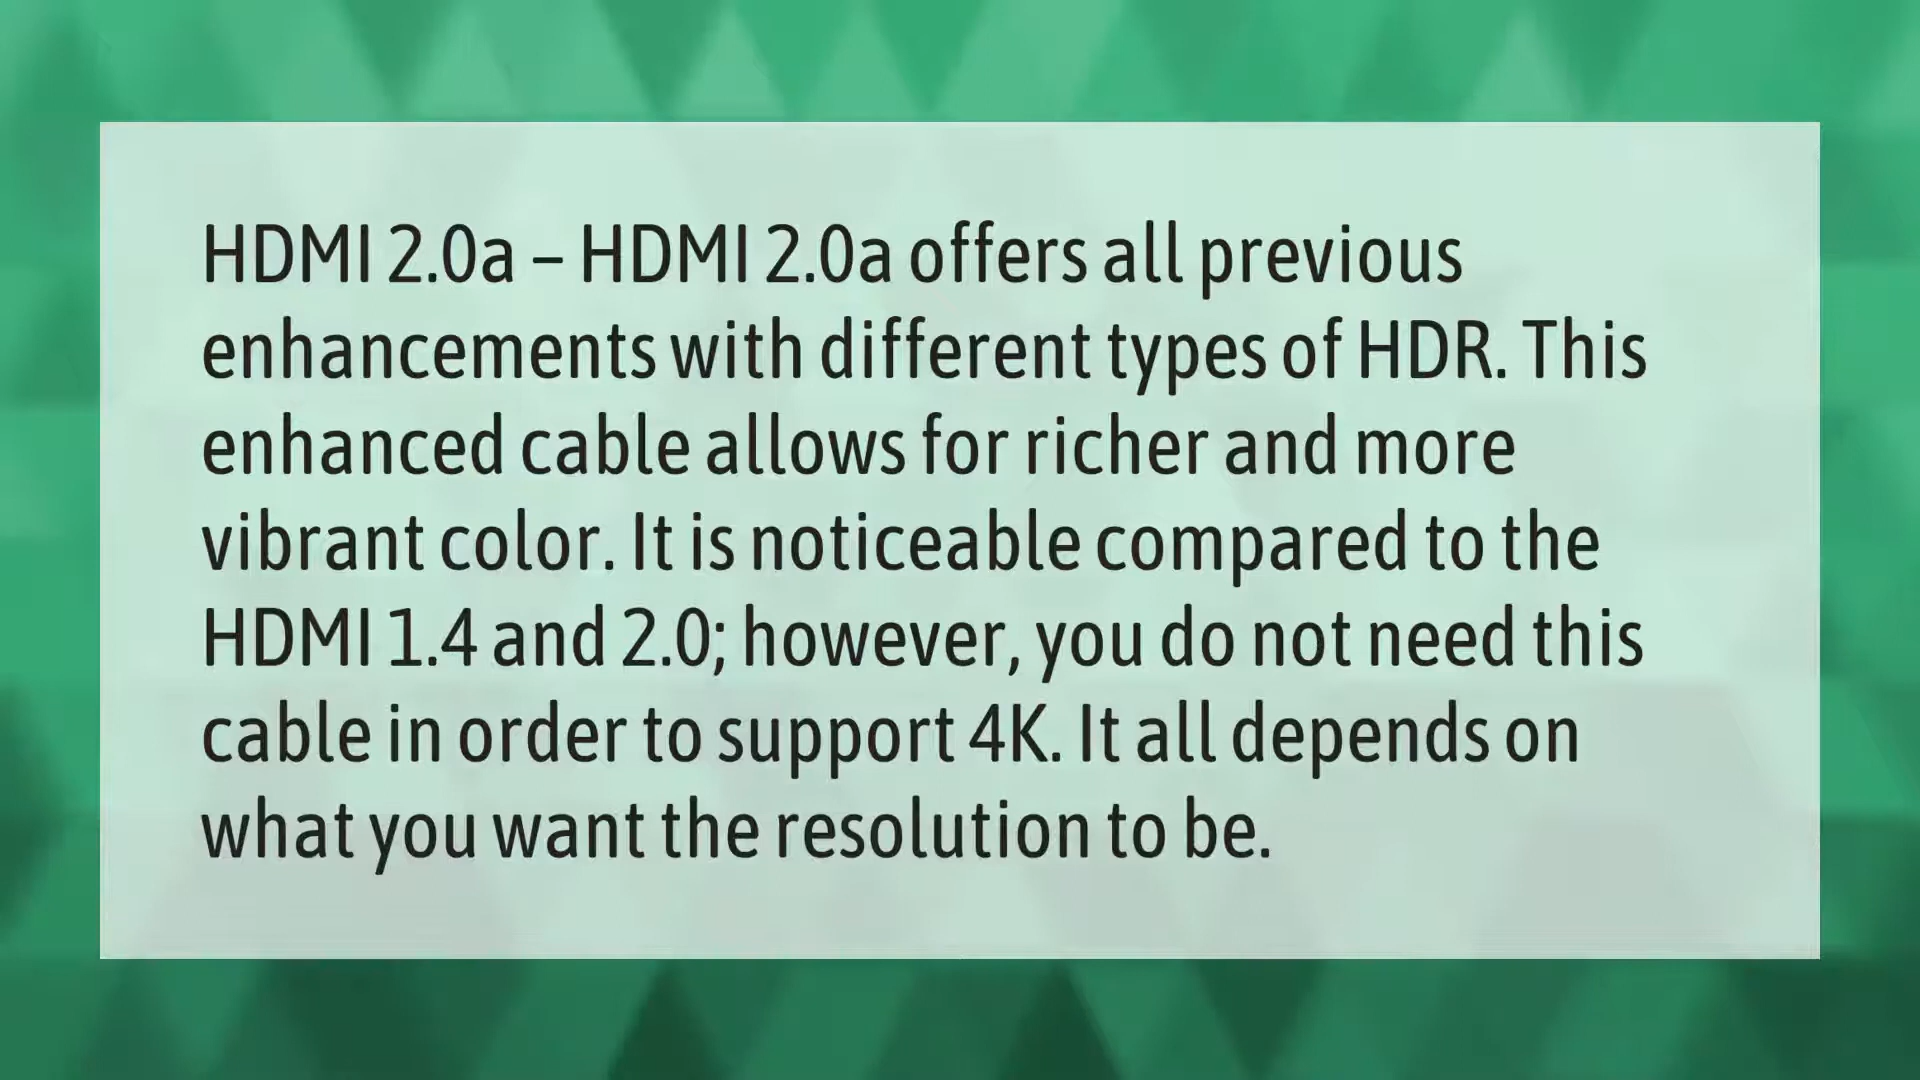 HDMI 2.0a – HDMI 2.0a offers all previous
enhancements with different types of HDR. This
enhanced cable allows for richer and more
vibrant color. It is noticeable compared to the
HDMI 1.4 and 2.0; however, you do not need this
cable in order to support 4K. It all depends on
what you want the resolution to be.